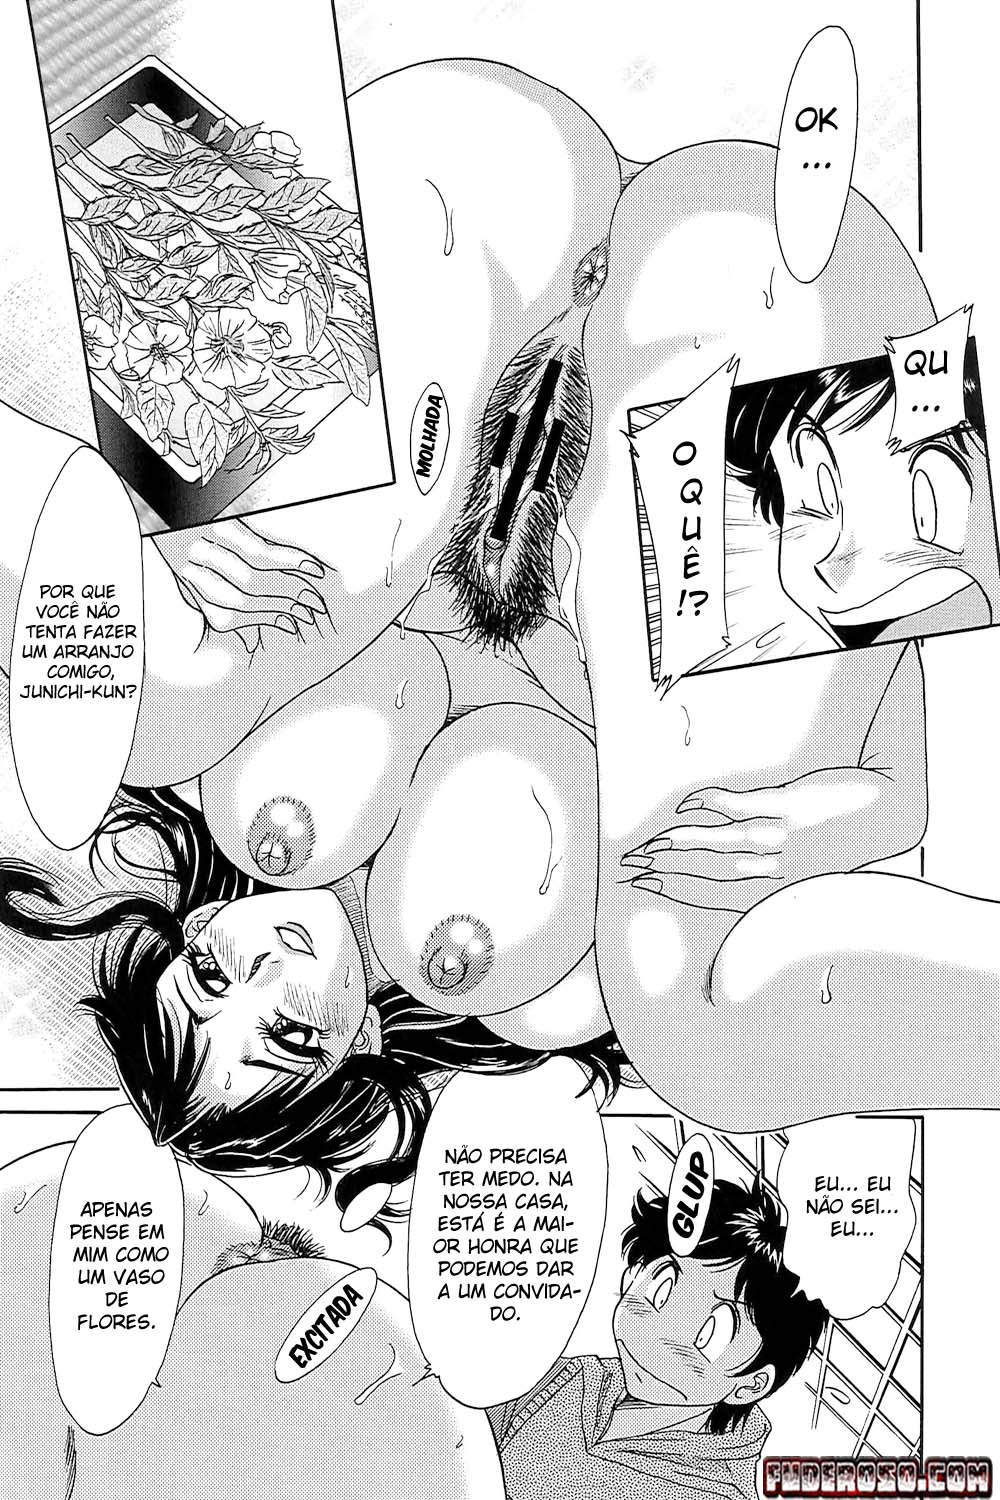 OK
...
QU
...
O QUÊ!?
MOLHADA
POR QUE
VOCÊ NÃO
TENTA FAZER
UM ARRANJO
COMIGO,
JUNICHI-KUN?
EU... EU
NÃO SEI...
EU...
GLUP
NÃO PRECISA
TER MEDO. NA
NOSSA CASA,
ESTÁ É A MAI-
OR HONRA QUE
PODEMOS DAR
A UM CONVIDA-
DO.
APENAS
PENSE EM
MIM COMO
UM VASO
DE
FLORES.
EXCITADA
FUDEROSO.COM